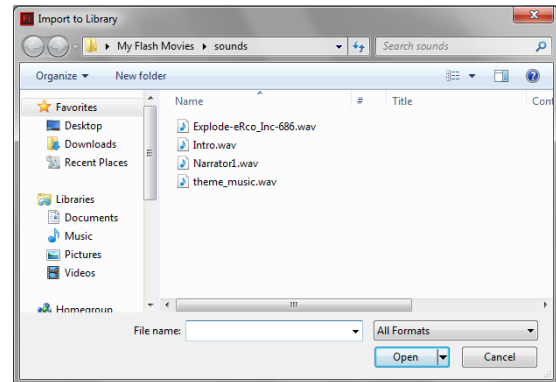 Fl Import to Library
My Flash Movies sounds Search sounds
Organize New folder
Favorites
Desktop
Downloads
Recent Places
Libraries
Documents
Music
Pictures
Videos
Homegroup
Name # Title Cont
Explode-eRco_Inc-686.wav
Intro.wav
Narrator1.wav
theme_music.wav
File name: All Formats
Open Cancel